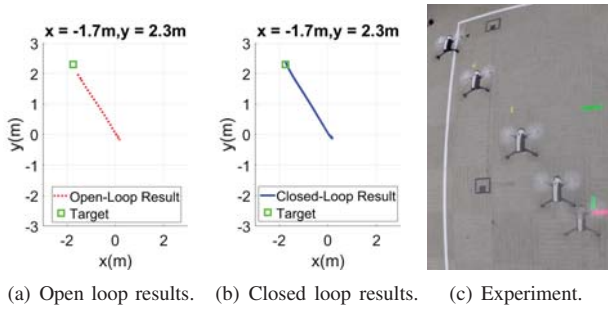 x = -1.7m,y = 2.3m
3
2
1
0
-1
-2
-3
y(m)
Open-Loop Result
Target
-2 0 2
x(m)
x = -1.7m,y = 2.3m
3
2
1
0
-1
-2
-3
y(m)
Closed-Loop Result
Target
-2 0 2
x(m)
(a) Open loop results. (b) Closed loop results. (c) Experiment.